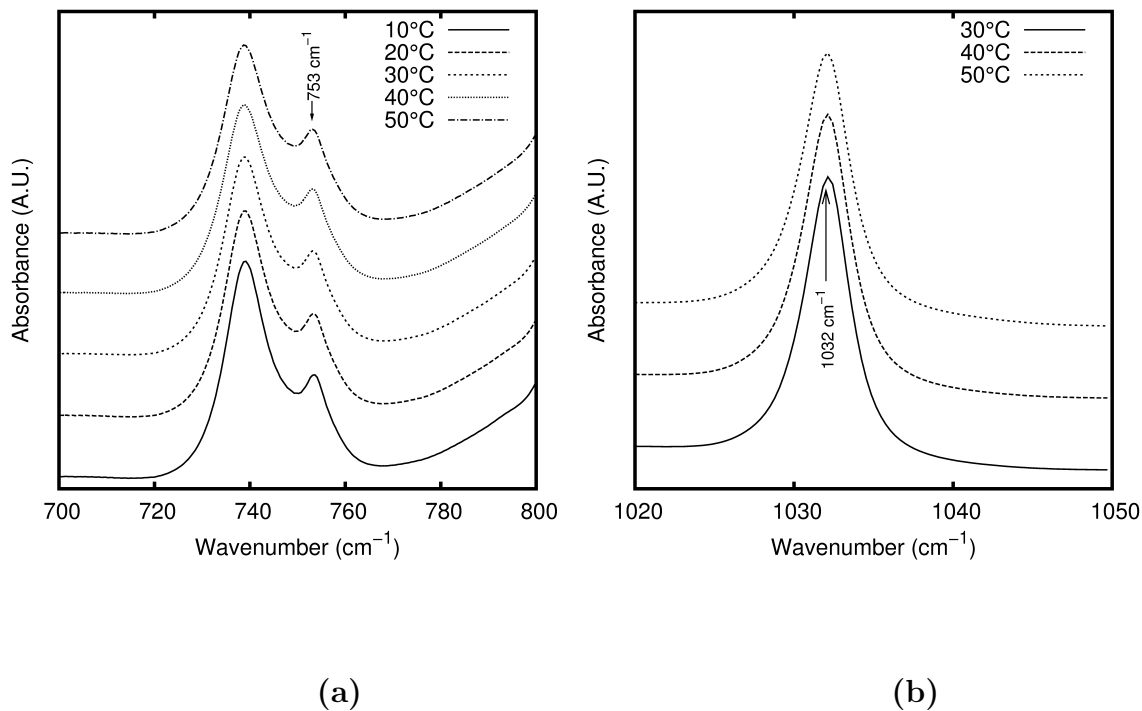 10°C
20°C
30°C
40°C
50°C
753 cm⁻¹
Absorbance (A.U.)
700 720 740 760 780 800
Wavenumber (cm⁻¹)
(a)
30°C
40°C
50°C
1032 cm⁻¹
Absorbance (A.U.)
1020 1030 1040 1050
Wavenumber (cm⁻¹)
(b)